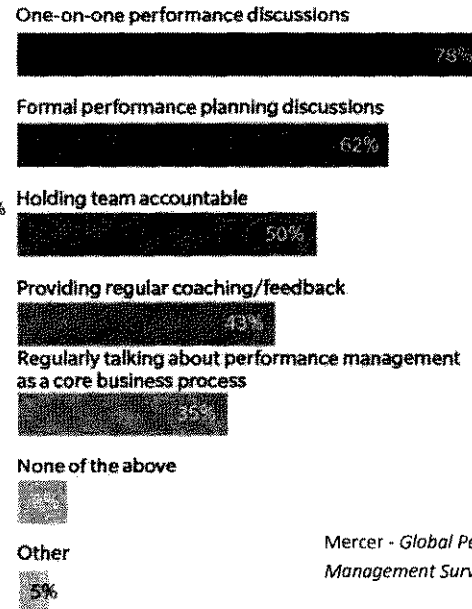 One-on-one performance discussions
78%
Formal performance planning discussions
62%
%
Holding team accountable
50%
Providing regular coaching/feedback
43%
Regularly talking about performance management
as a core business process
35%
None of the above
Other
5%
Mercer - Global Pe
Management Surv